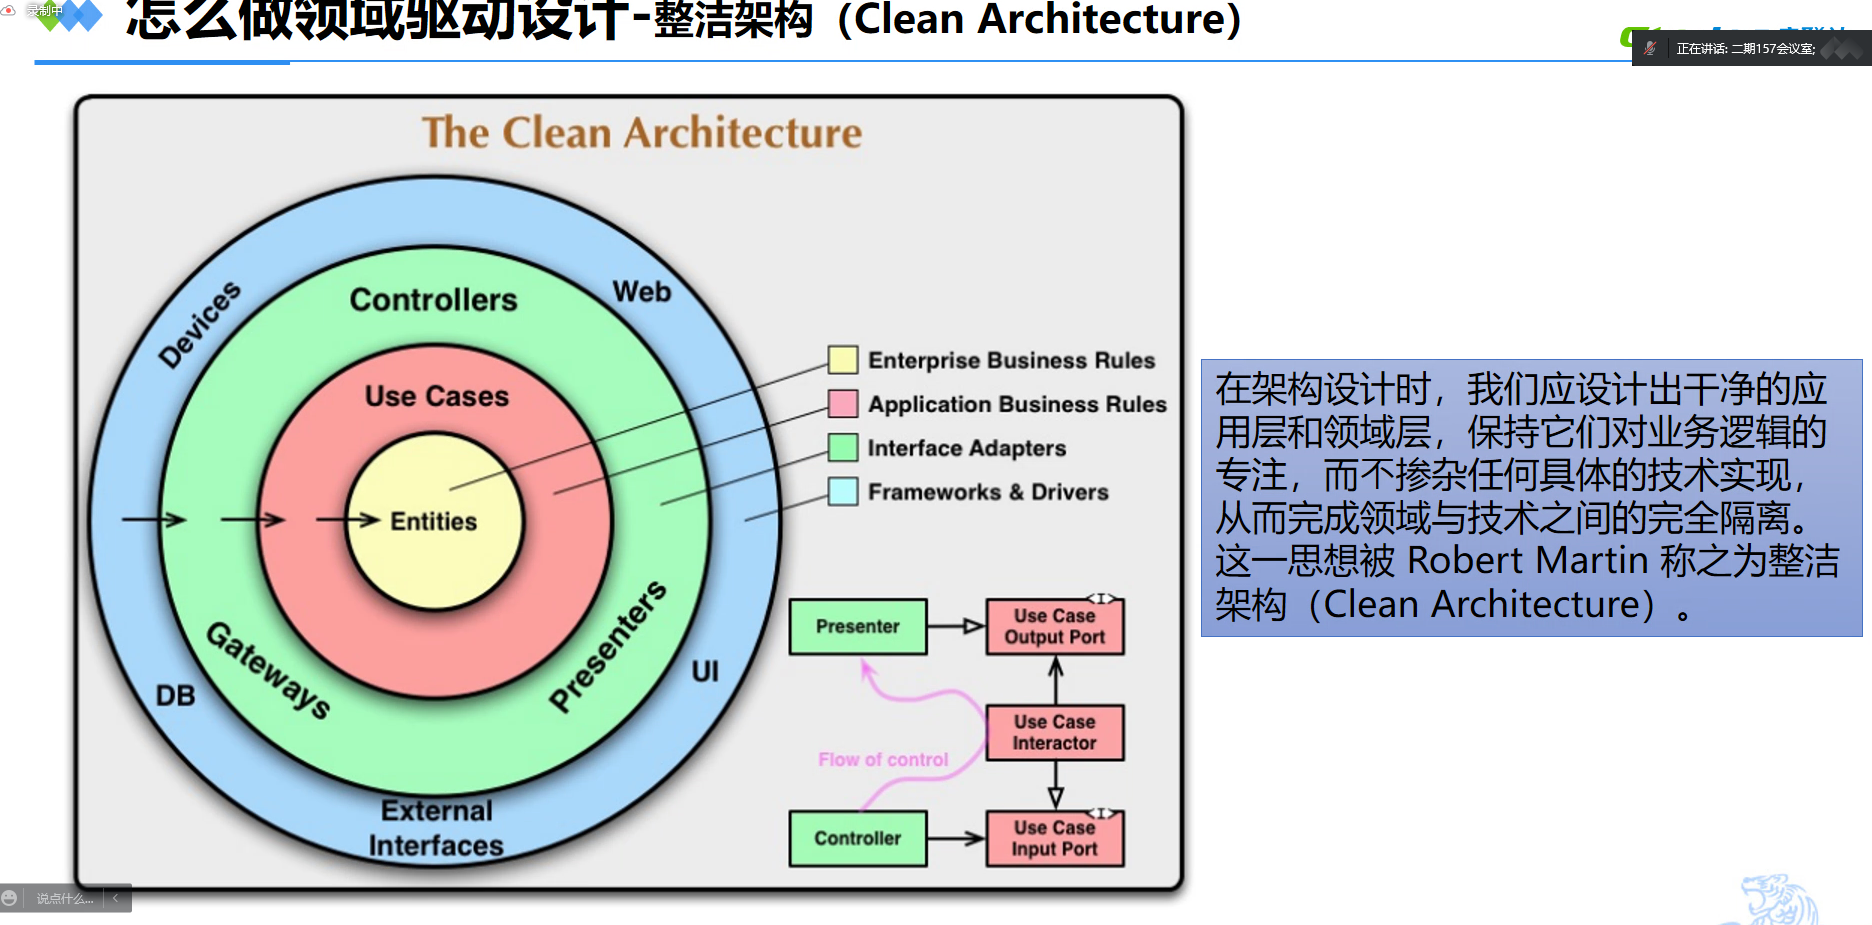 录制中
怎么做领域驱动设计-整洁架构（Clean Architecture）
正在讲话: 二期157会议室;
The Clean Architecture
Devices
Controllers
Web
Use Cases
Entities
Gateways
Presenters
DB
UI
External
Interfaces
Enterprise Business Rules
Application Business Rules
Interface Adapters
Frameworks & Drivers
Presenter
<I>
Use Case
Output Port
Use Case
Interactor
Flow of control
Controller
<I>
Use Case
Input Port
在架构设计时，我们应设计出干净的应
用层和领域层，保持它们对业务逻辑的
专注，而不掺杂任何具体的技术实现，
从而完成领域与技术之间的完全隔离。
这一思想被 Robert Martin 称之为整洁
架构（Clean Architecture）。
说点什么...